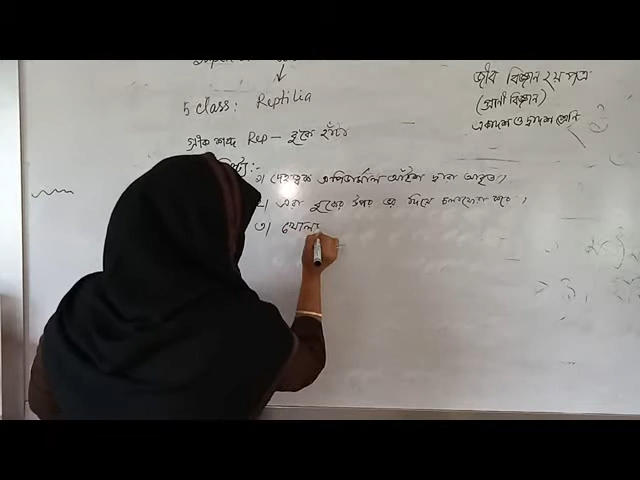 জীব বিজ্ঞান ২য় পত্র
(প্রাণী বিজ্ঞান)
একাদশ ও দ্বাদশ শ্রেণি
5 class: Reptilia
গ্রীক শব্দ Rep — বুকে হাঁটা
১। দেহত্বক এপিডার্মাল আঁইশ দ্বারা আবৃত,
২। এরা বুকের উপর ভর দিয়ে চলাফেরা করে,
৩। খোলস